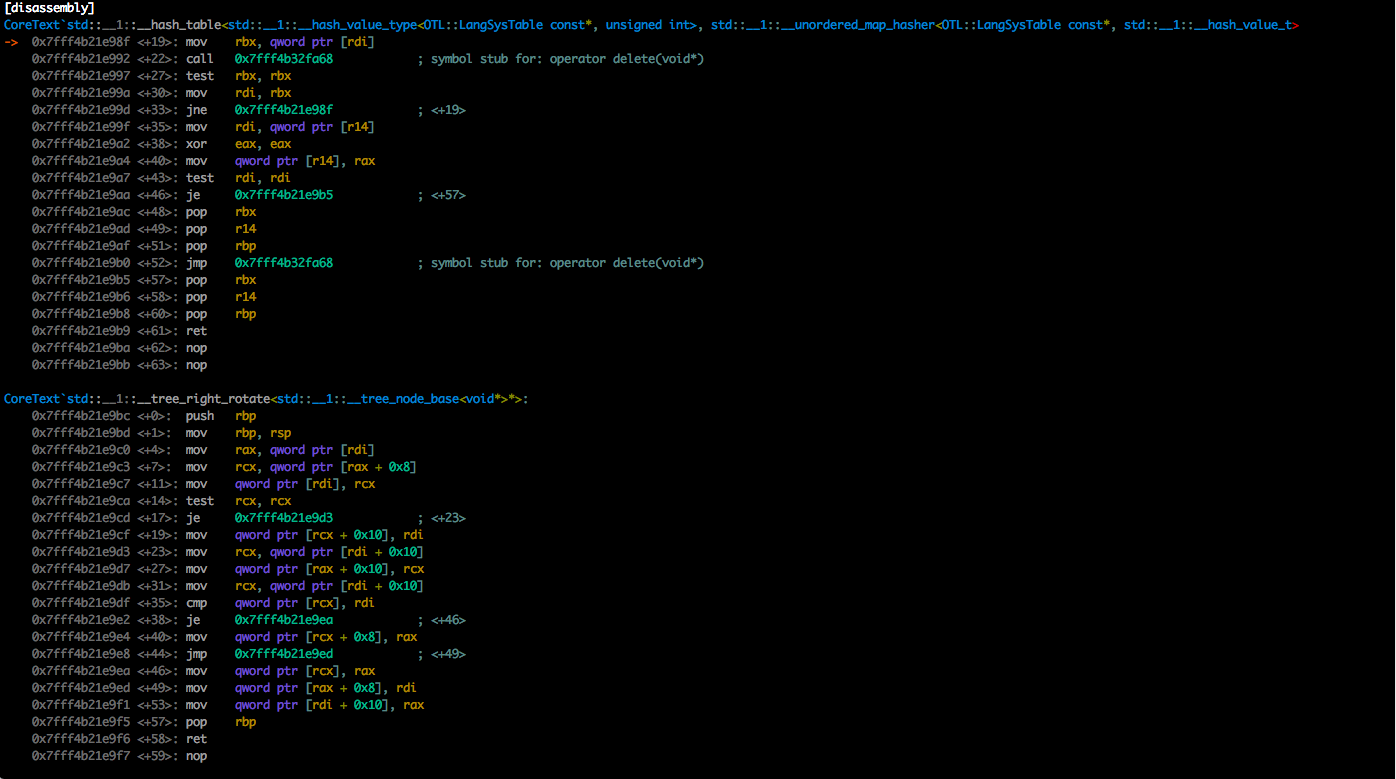 [disassembly]
CoreText`std::__1::__hash_table<std::__1::__hash_value_type<OTL::LangSysTable const*, unsigned int>, std::__1::__unordered_map_hasher<OTL::LangSysTable const*, std::__1::__hash_value_t>
-> 0x7fff4b21e98f <+19>: mov rbx, qword ptr [rdi]
0x7fff4b21e992 <+22>: call 0x7fff4b32fa68 ; symbol stub for: operator delete(void*)
0x7fff4b21e997 <+27>: test rbx, rbx
0x7fff4b21e99a <+30>: mov rdi, rbx
0x7fff4b21e99d <+33>: jne 0x7fff4b21e98f ; <+19>
0x7fff4b21e99f <+35>: mov rdi, qword ptr [r14]
0x7fff4b21e9a2 <+38>: xor eax, eax
0x7fff4b21e9a4 <+40>: mov qword ptr [r14], rax
0x7fff4b21e9a7 <+43>: test rdi, rdi
0x7fff4b21e9aa <+46>: je 0x7fff4b21e9b5 ; <+57>
0x7fff4b21e9ac <+48>: pop rbx
0x7fff4b21e9ad <+49>: pop r14
0x7fff4b21e9af <+51>: pop rbp
0x7fff4b21e9b0 <+52>: jmp 0x7fff4b32fa68 ; symbol stub for: operator delete(void*)
0x7fff4b21e9b5 <+57>: pop rbx
0x7fff4b21e9b6 <+58>: pop r14
0x7fff4b21e9b8 <+60>: pop rbp
0x7fff4b21e9b9 <+61>: ret
0x7fff4b21e9ba <+62>: nop
0x7fff4b21e9bb <+63>: nop
CoreText`std::__1::__tree_right_rotate<std::__1::__tree_node_base<void*>*>:
0x7fff4b21e9bc <+0>: push rbp
0x7fff4b21e9bd <+1>: mov rbp, rsp
0x7fff4b21e9c0 <+4>: mov rax, qword ptr [rdi]
0x7fff4b21e9c3 <+7>: mov rcx, qword ptr [rax + 0x8]
0x7fff4b21e9c7 <+11>: mov qword ptr [rdi], rcx
0x7fff4b21e9ca <+14>: test rcx, rcx
0x7fff4b21e9cd <+17>: je 0x7fff4b21e9d3 ; <+23>
0x7fff4b21e9cf <+19>: mov qword ptr [rcx + 0x10], rdi
0x7fff4b21e9d3 <+23>: mov rcx, qword ptr [rdi + 0x10]
0x7fff4b21e9d7 <+27>: mov qword ptr [rax + 0x10], rcx
0x7fff4b21e9db <+31>: mov rcx, qword ptr [rdi + 0x10]
0x7fff4b21e9df <+35>: cmp qword ptr [rcx], rdi
0x7fff4b21e9e2 <+38>: je 0x7fff4b21e9ea ; <+46>
0x7fff4b21e9e4 <+40>: mov qword ptr [rcx + 0x8], rax
0x7fff4b21e9e8 <+44>: jmp 0x7fff4b21e9ed ; <+49>
0x7fff4b21e9ea <+46>: mov qword ptr [rcx], rax
0x7fff4b21e9ed <+49>: mov qword ptr [rax + 0x8], rdi
0x7fff4b21e9f1 <+53>: mov qword ptr [rdi + 0x10], rax
0x7fff4b21e9f5 <+57>: pop rbp
0x7fff4b21e9f6 <+58>: ret
0x7fff4b21e9f7 <+59>: nop